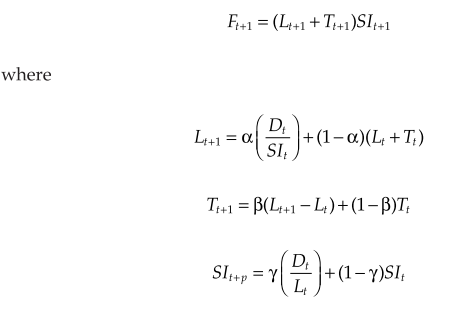 F_{t+1} = (L_{t+1} + T_{t+1})SI_{t+1}
where
L_{t+1} = α(D_t / SI_t) + (1 − α)(L_t + T_t)
T_{t+1} = β(L_{t+1} − L_t) + (1 − β)T_t
SI_{t+p} = γ(D_t / L_t) + (1 − γ)SI_t